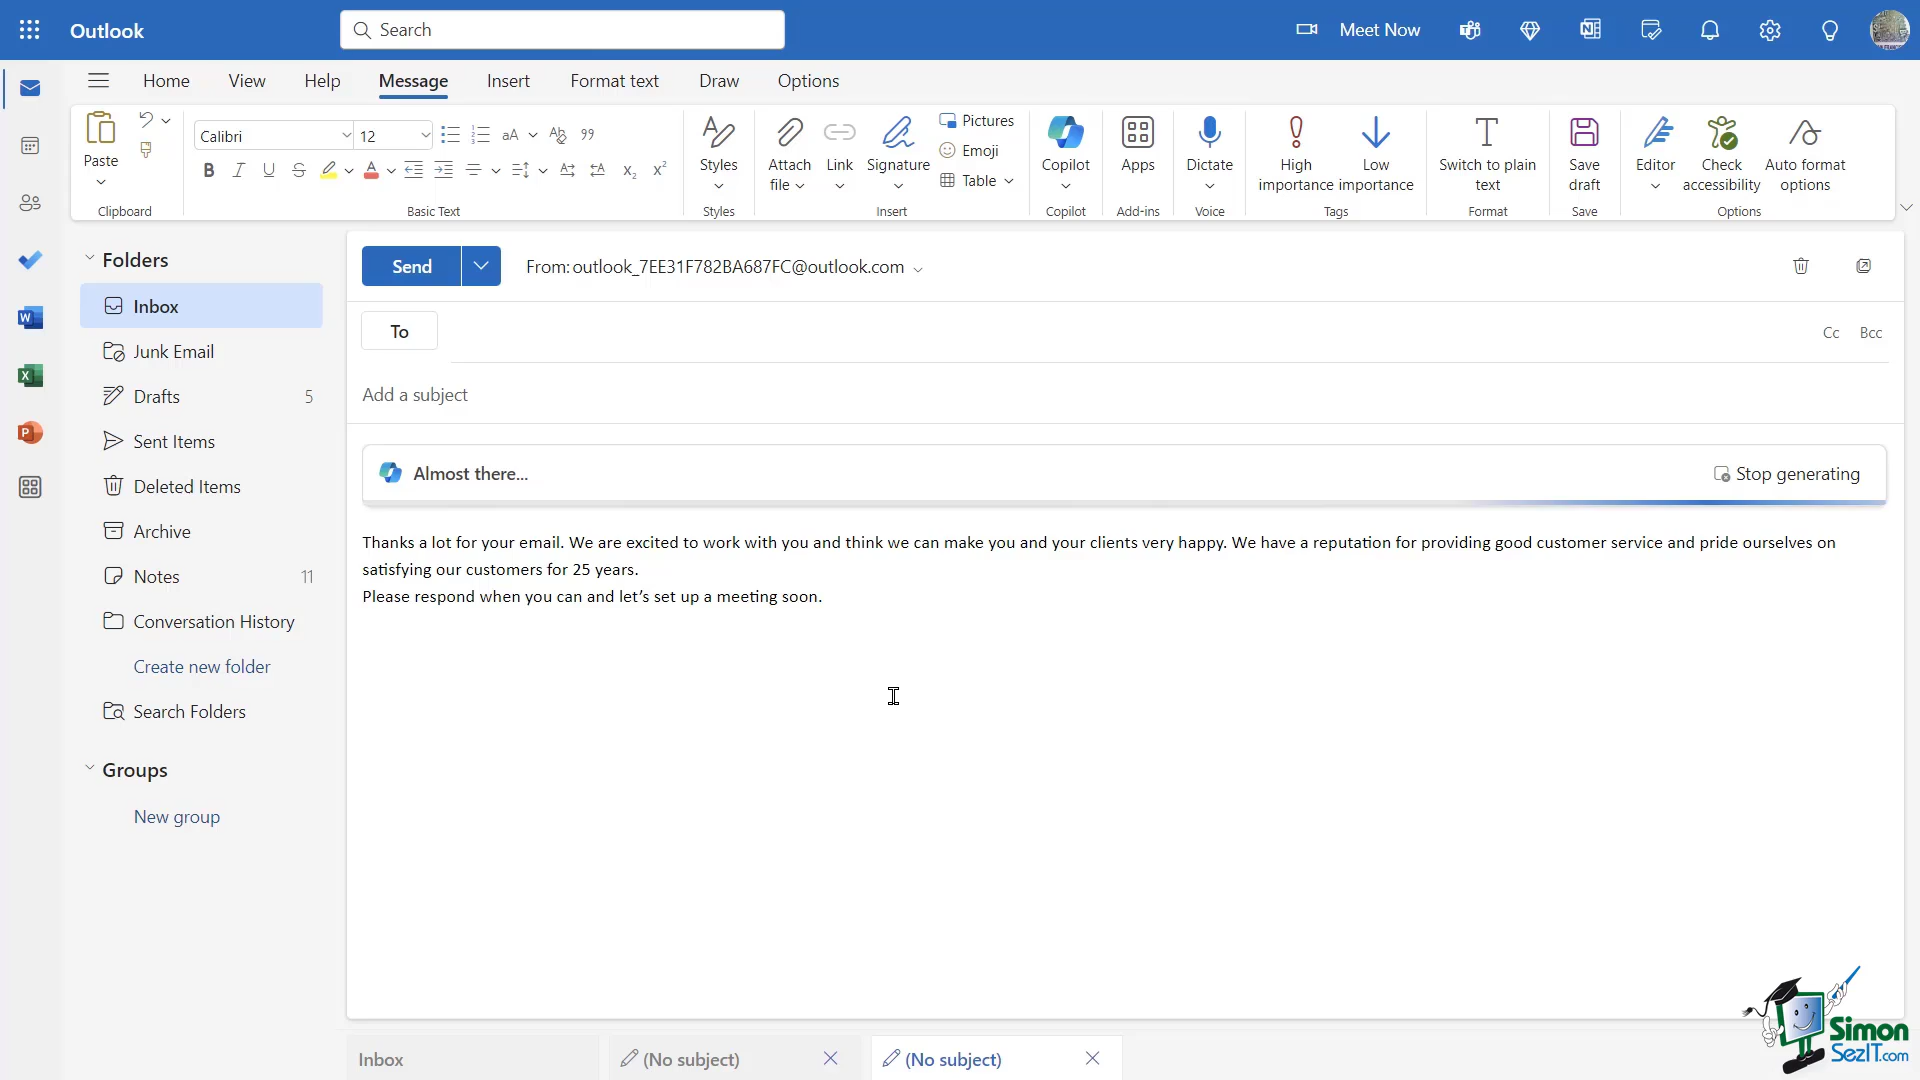 Outlook
Search
Meet Now
Home View Help Message Insert Format text Draw Options
Paste
Clipboard
Calibri 12
Basic Text
Styles
Styles
Attach file
Link
Signature
Pictures
Emoji
Table
Insert
Copilot
Copilot
Apps
Add-ins
Dictate
Voice
High importance
Low importance
Tags
Switch to plain text
Format
Save draft
Save
Editor
Check accessibility
Auto format options
Options
Folders
Inbox
Junk Email
Drafts 5
Sent Items
Deleted Items
Archive
Notes 11
Conversation History
Create new folder
Search Folders
Groups
New group
Send
From: outlook_7EE31F782BA687FC@outlook.com
To
Cc Bcc
Add a subject
Almost there...
Stop generating
Thanks a lot for your email. We are excited to work with you and think we can make you and your clients very happy. We have a reputation for providing good customer service and pride ourselves on
satisfying our customers for 25 years.
Please respond when you can and let’s set up a meeting soon.
Inbox
(No subject)
(No subject)
Simon
SezIT.com